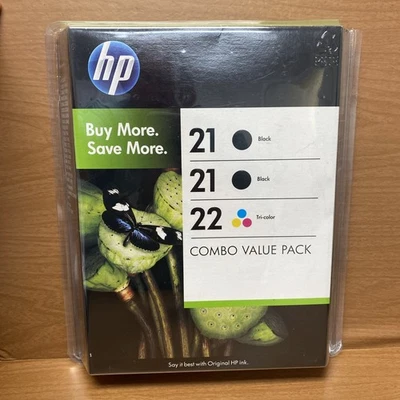 hp
Buy More.
Save More.
21 Black
21 Black
22 Tri-color
COMBO VALUE PACK
Say it best with Original HP ink.